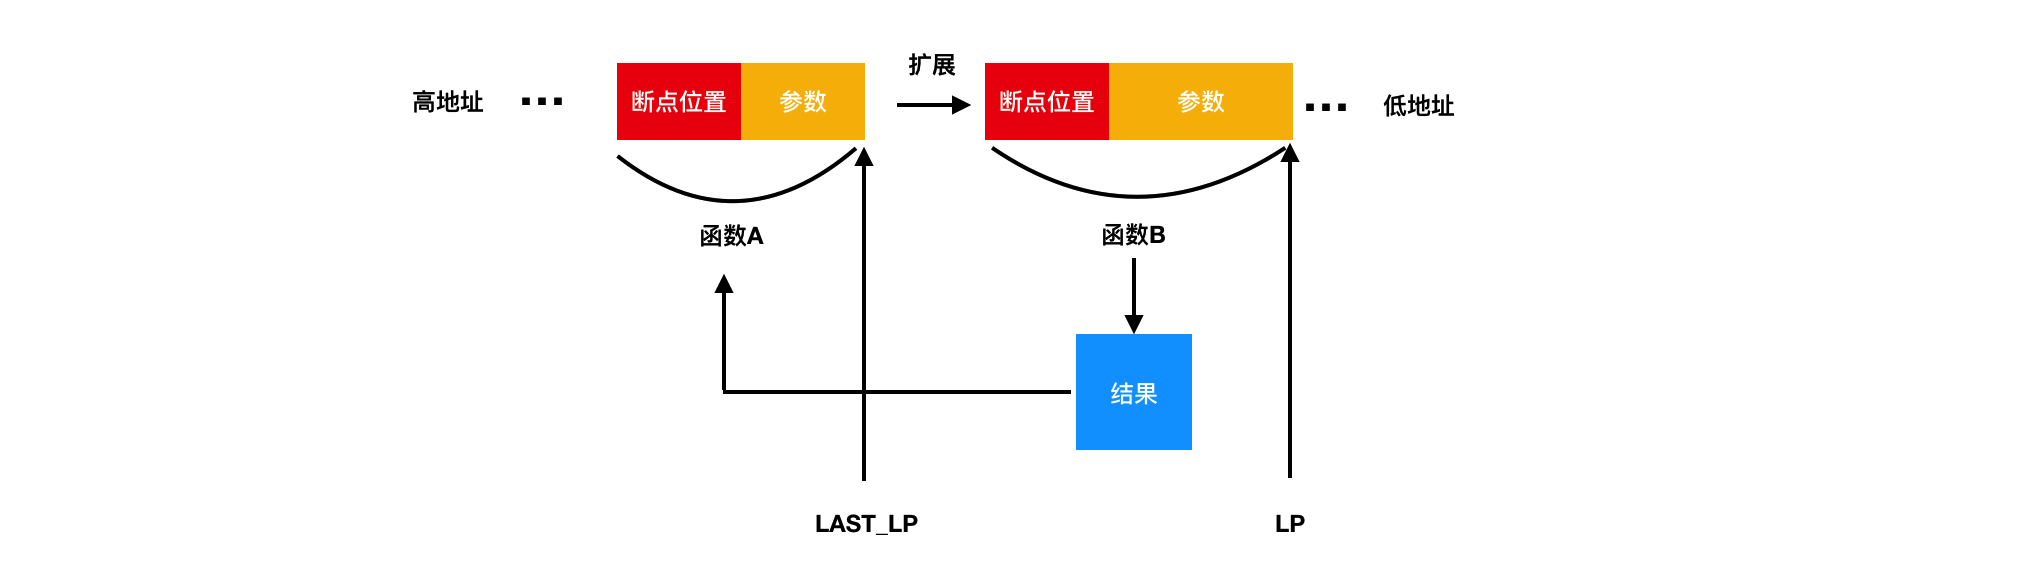 扩展
高地址 ... 断点位置 参数 断点位置 参数 ... 低地址
函数A 函数B
结果
LAST_LP LP